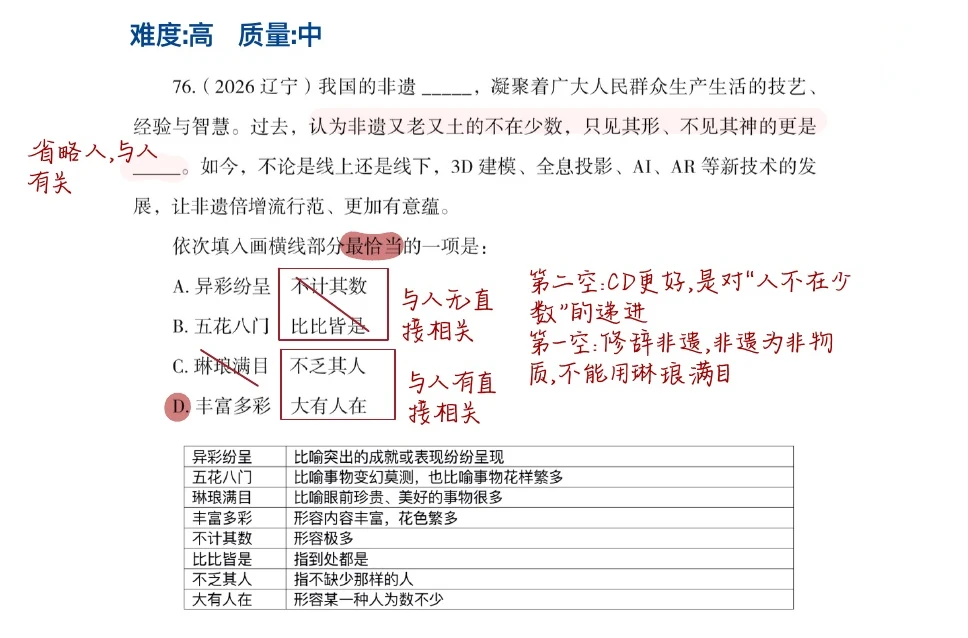 难度:高 质量:中
76.（2026 辽宁）我国的非遗 _____，凝聚着广大人民群众生产生活的技艺、
经验与智慧。过去，认为非遗又老又土的不在少数，只见其形、不见其神的更是
省略人,与人
有关
_____。如今，不论是线上还是线下，3D 建模、全息投影、AI、AR 等新技术的发
展，让非遗倍增流行范、更加有意蕴。
依次填入画横线部分最恰当的一项是：
A. 异彩纷呈 不计其数
B. 五花八门 比比皆是
C. 琳琅满目 不乏其人
D. 丰富多彩 大有人在
与人无直
接相关
与人有直
接相关
第二空:CD更好,是对“人不在少
数”的递进
第一空:修辞非遗,非遗为非物
质,不能用琳琅满目
异彩纷呈 比喻突出的成就或表现纷纷呈现
五花八门 比喻事物变幻莫测，也比喻事物花样繁多
琳琅满目 比喻眼前珍贵、美好的事物很多
丰富多彩 形容内容丰富，花色繁多
不计其数 形容极多
比比皆是 指到处都是
不乏其人 指不缺少那样的人
大有人在 形容某一种人为数不少